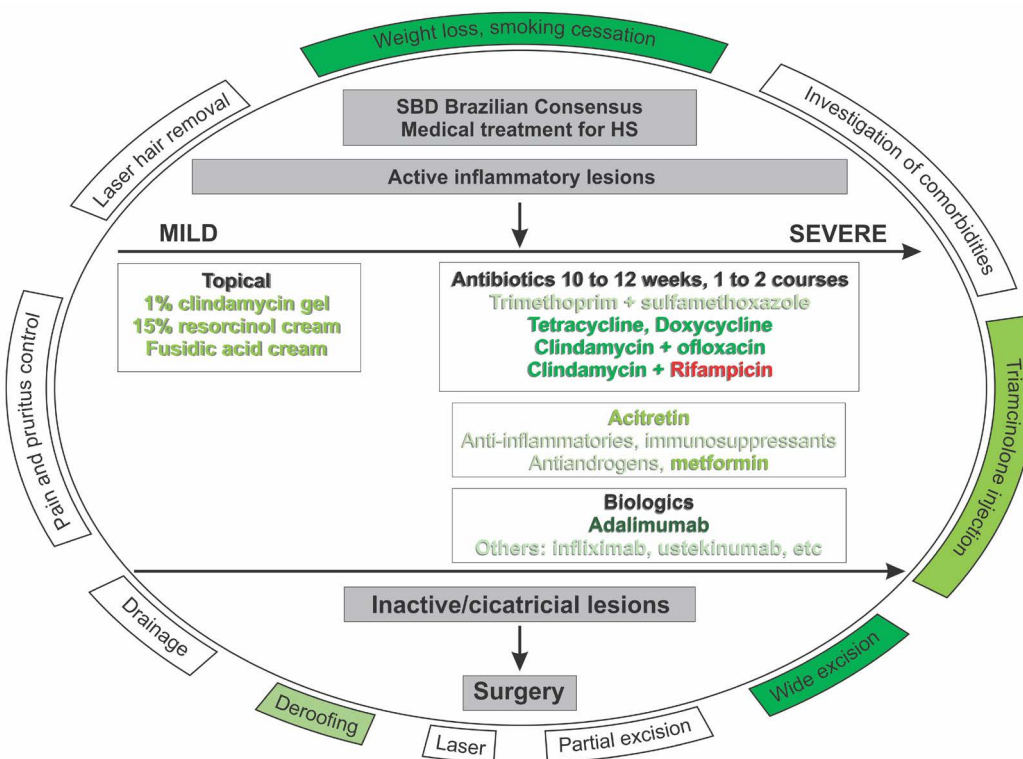 Weight loss, smoking cessation
SBD Brazilian Consensus
Medical treatment for HS
Laser hair removal
Investigation of comorbidities
Active inflammatory lesions
MILD
SEVERE
Topical
1% clindamycin gel
15% resorcinol cream
Fusidic acid cream
Antibiotics 10 to 12 weeks, 1 to 2 courses
Trimethoprim + sulfamethoxazole
Tetracycline, Doxycycline
Clindamycin + ofloxacin
Clindamycin + Rifampicin
Pain and pruritus control
Triamcinolone injection
Acitretin
Anti-inflammatories, immunosuppressants
Antiandrogens, metformin
Biologics
Adalimumab
Others: infliximab, ustekinumab, etc
Inactive/cicatricial lesions
Drainage
Wide excision
Surgery
Deroofing
Laser
Partial excision